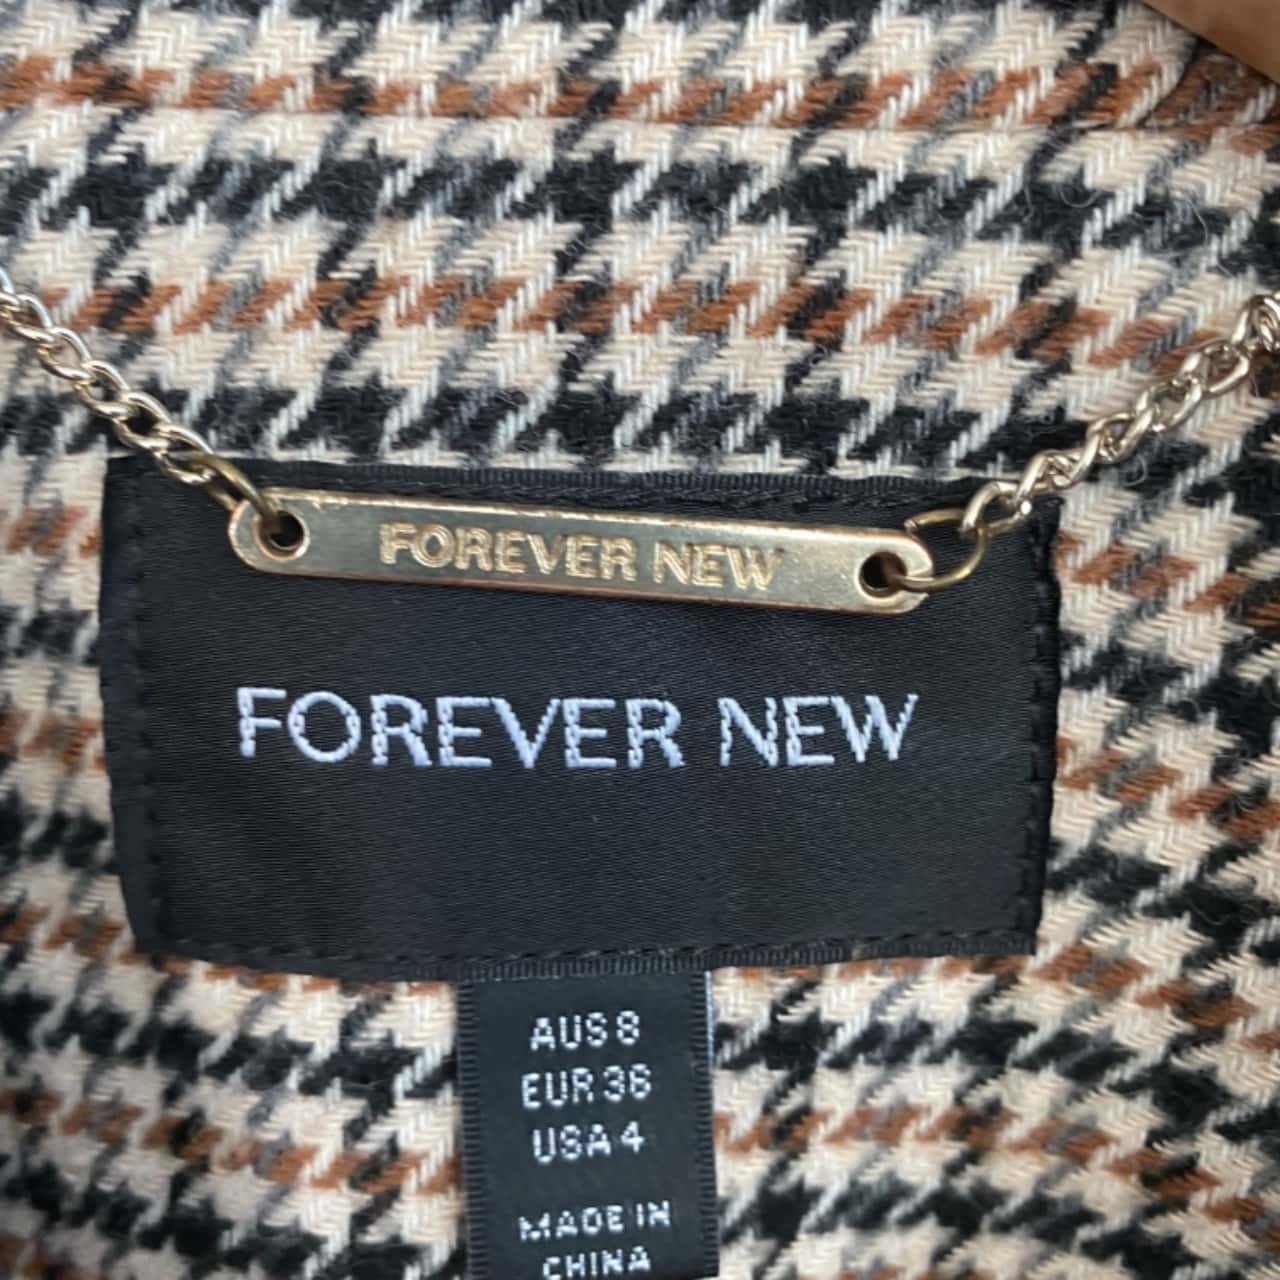 FOREVER NEW
FOREVER NEW
AUS 8
EUR 36
USA 4
MADE IN
CHINA